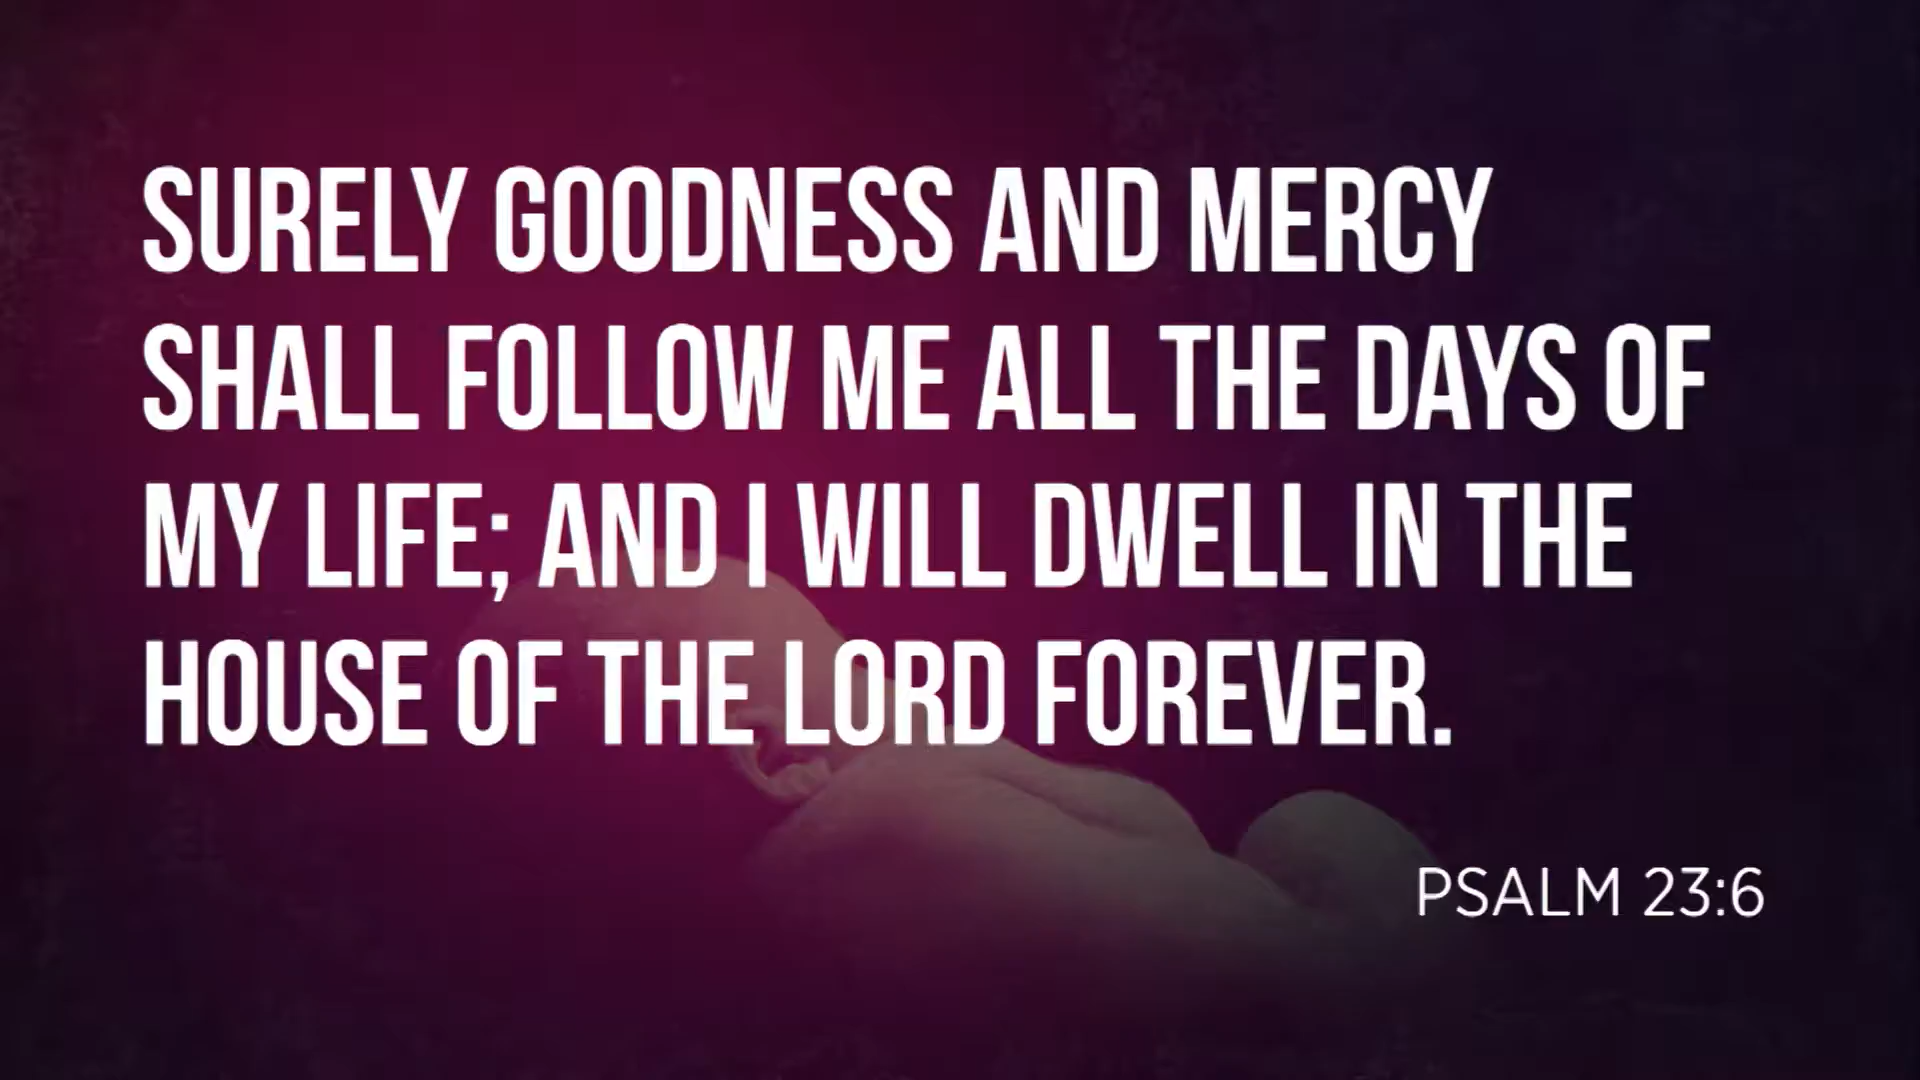 SURELY GOODNESS AND MERCY
SHALL FOLLOW ME ALL THE DAYS OF
MY LIFE; AND I WILL DWELL IN THE
HOUSE OF THE LORD FOREVER.
PSALM 23:6